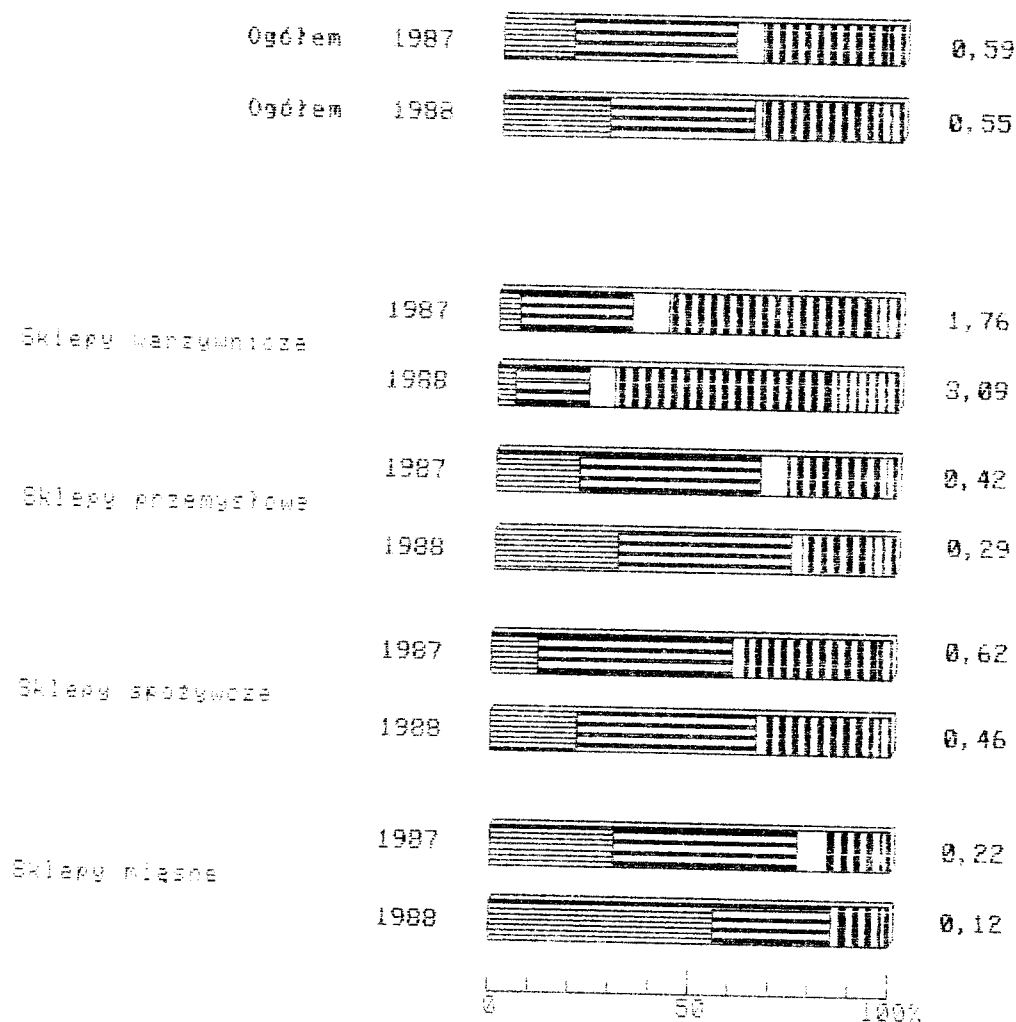 Ogółem 1987 0,59
Ogółem 1988 0,55
1987 1,76
Sklepy warzywnicze
1988 3,09
1987 0,42
Sklepy przemysłowe
1988 0,29
1987 0,62
Sklepy spożywcze
1988 0,46
1987 0,22
Sklepy mięsne
1988 0,12
0 50 100%